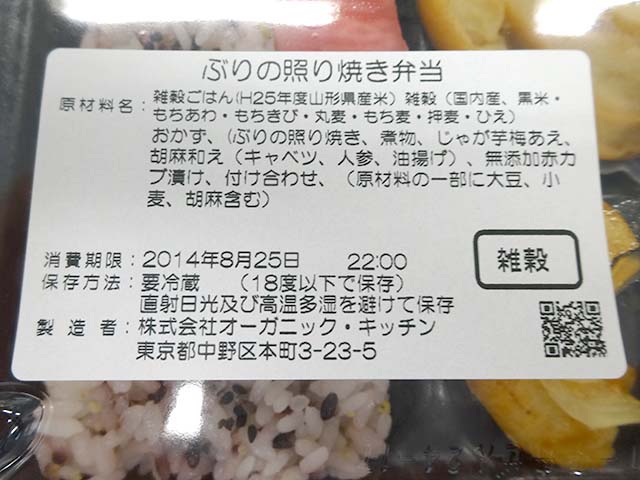 ぶりの照り焼き弁当
原材料名：雑穀ごはん(H25年度山形県産米）雑穀（国内産、黒米・
もちあわ・もちきび・丸麦・もち麦・押麦・ひえ）
おかず、（ぶりの照り焼き、煮物、じゃが芋梅あえ、
胡麻和え（キャベツ、人参、油揚げ）、無添加赤カ
ブ漬け、付け合わせ、（原材料の一部に大豆、小
麦、胡麻含む）
消費期限：2014年8月25日　22:00
保存方法：要冷蔵　（18度以下で保存）
直射日光及び高温多湿を避けて保存
雑穀
製造者：株式会社オーガニック・キッチン
東京都中野区本町3-23-5